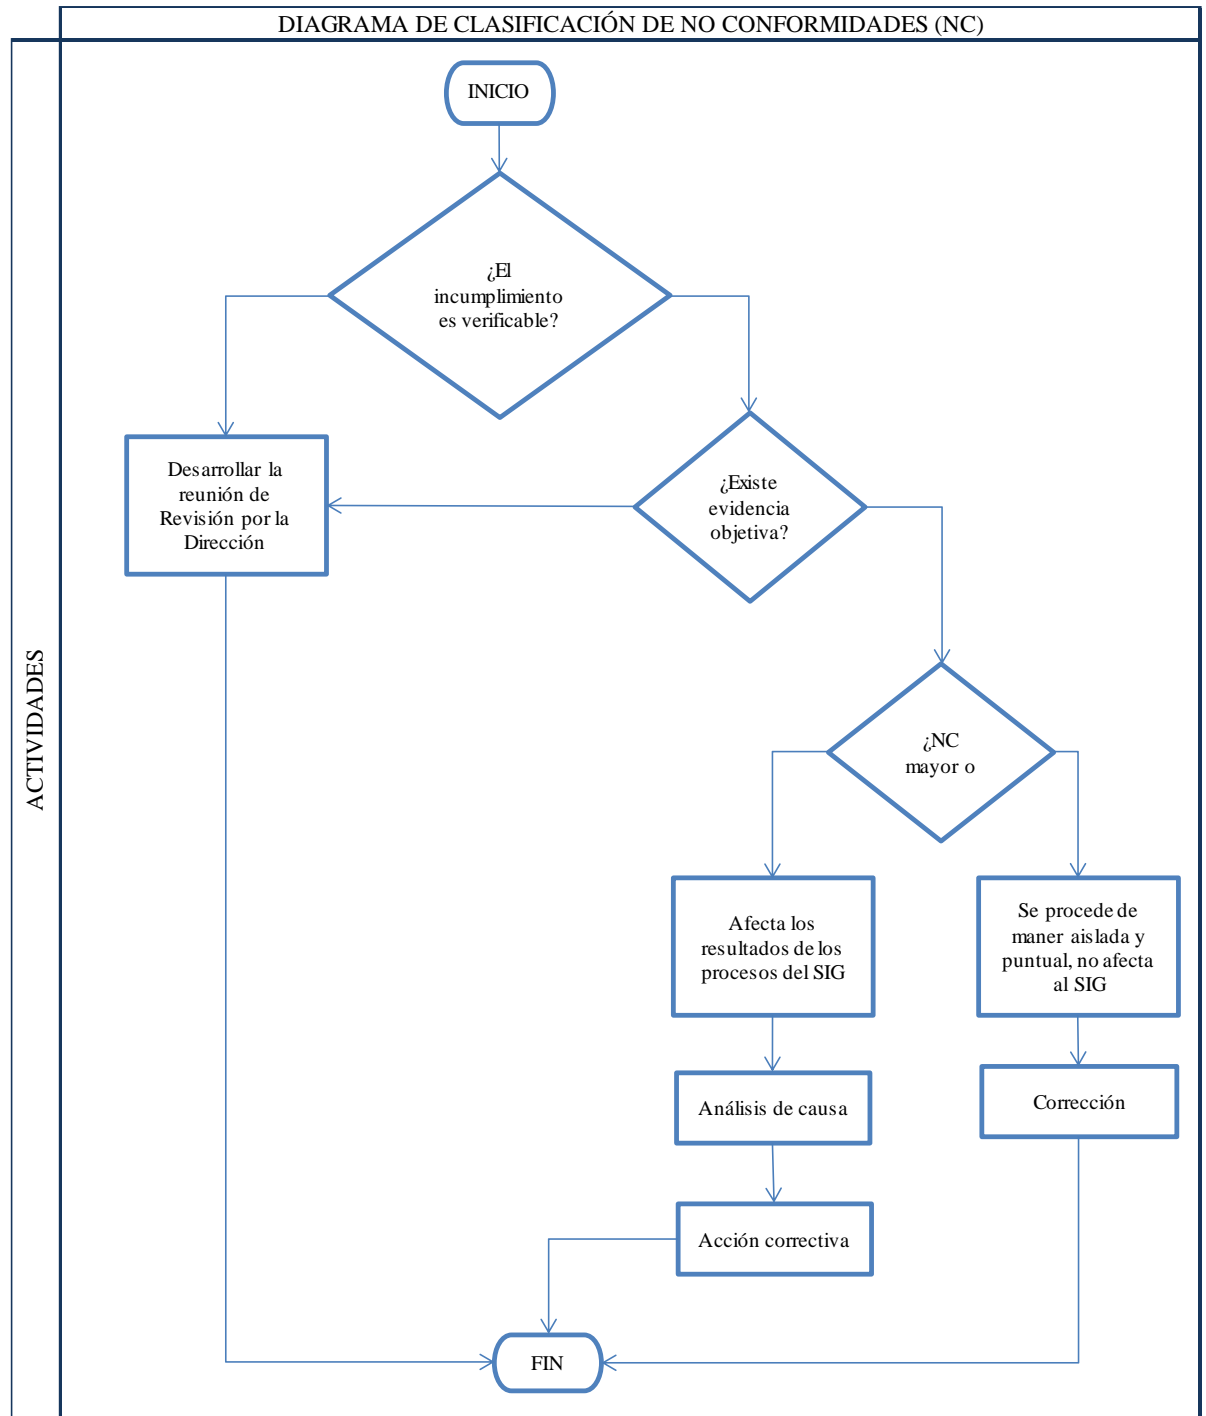 DIAGRAMA DE CLASIFICACIÓN DE NO CONFORMIDADES (NC)
ACTIVIDADES
INICIO
¿El
incumplimiento
es verificable?
Desarrollar la
reunión de
Revisión por la
Dirección
¿Existe
evidencia
objetiva?
¿NC
mayor o
Afecta los
resultados de los
procesos del SIG
Se procede de
maner aislada y
puntual, no afecta
al SIG
Análisis de causa
Corrección
Acción correctiva
FIN